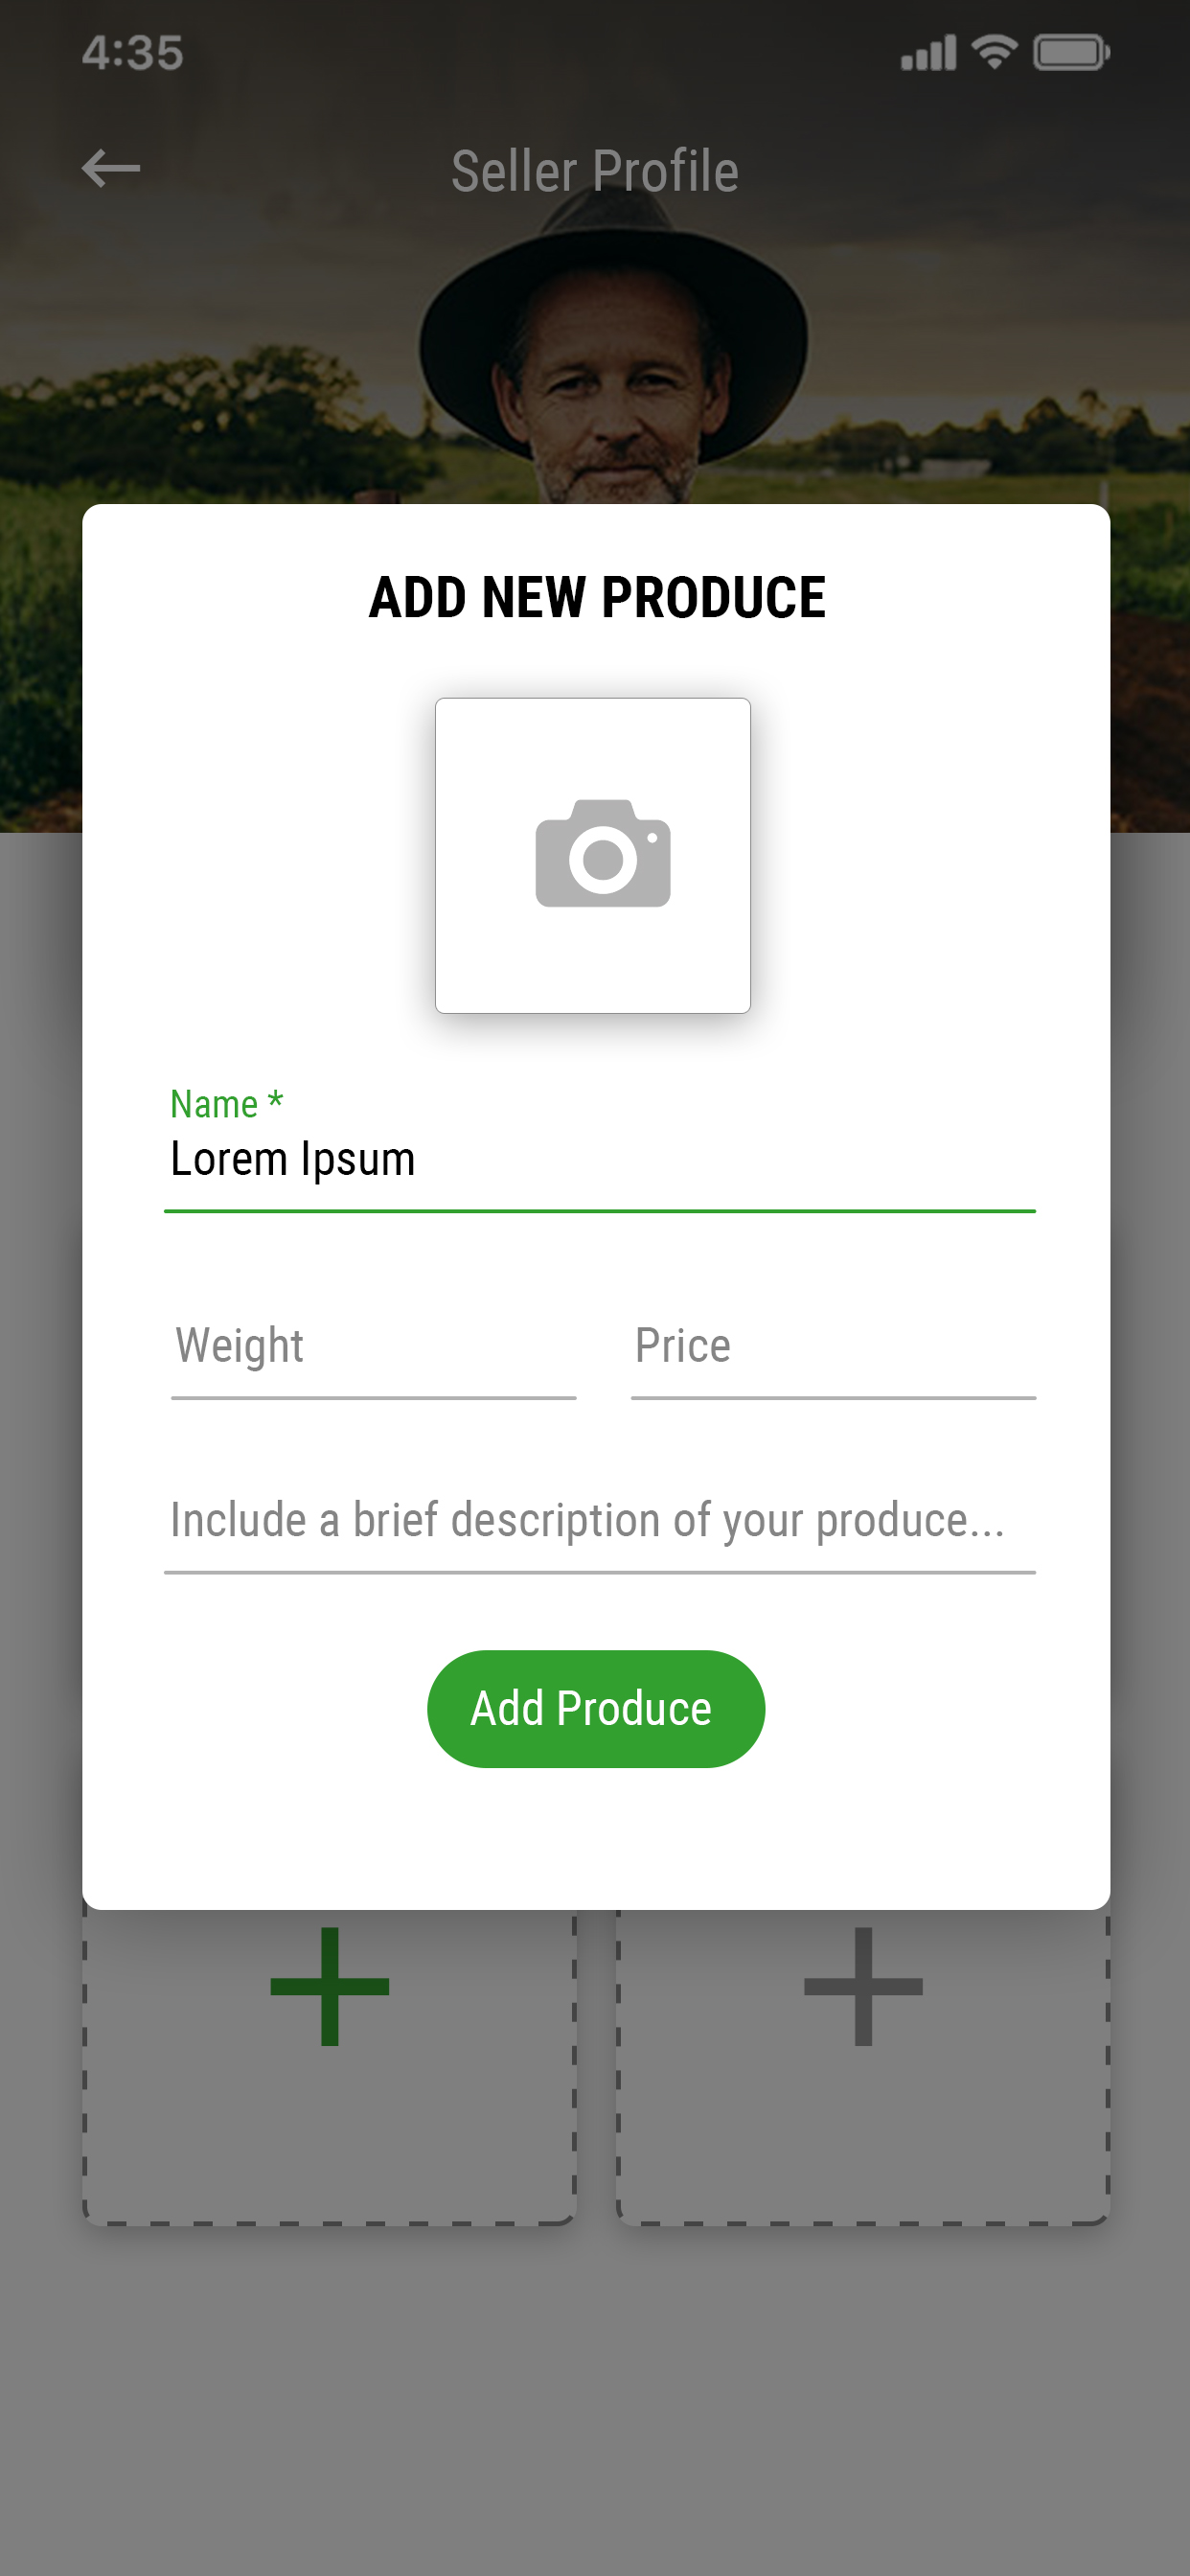 4:35
Seller Profile
ADD NEW PRODUCE
Name *
Lorem Ipsum
Weight Price
Include a brief description of your produce...
Add Produce